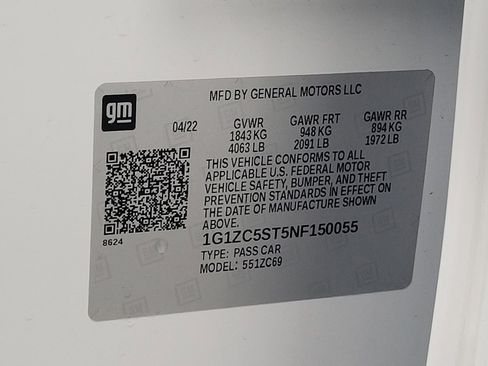 gm
MFD BY GENERAL MOTORS LLC
04/22 GVWR GAWR FRT GAWR RR
1843 KG 948 KG 894 KG
4063 LB 2091 LB 1972 LB
THIS VEHICLE CONFORMS TO ALL
APPLICABLE U.S. FEDERAL MOTOR
VEHICLE SAFETY, BUMPER, AND THEFT
PREVENTION STANDARDS IN EFFECT ON
THE DATE OF MANUFACTURE SHOWN
ABOVE.
8624
1G1ZC5ST5NF150055
TYPE: PASS CAR
MODEL: 551ZC69